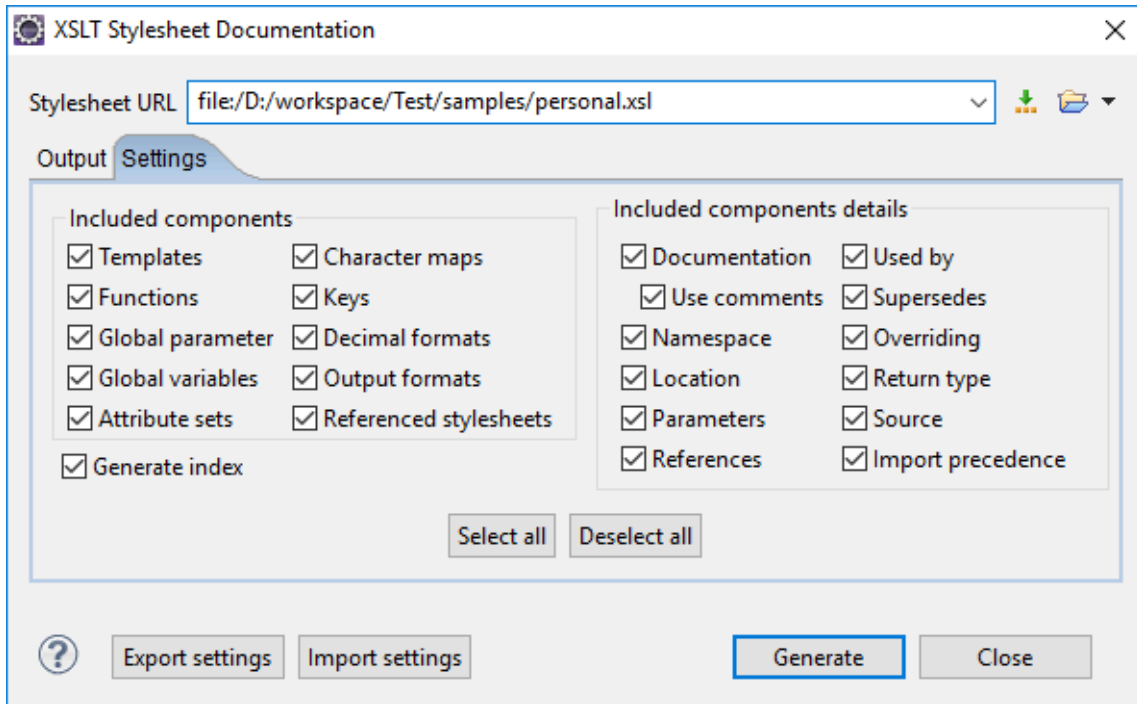 XSLT Stylesheet Documentation
Stylesheet URL file:/D:/workspace/Test/samples/personal.xsl
Output Settings
Included components
Templates Character maps
Functions Keys
Global parameter Decimal formats
Global variables Output formats
Attribute sets Referenced stylesheets
Generate index
Included components details
Documentation Used by
Use comments Supersedes
Namespace Overriding
Location Return type
Parameters Source
References Import precedence
Select all Deselect all
? Export settings Import settings Generate Close